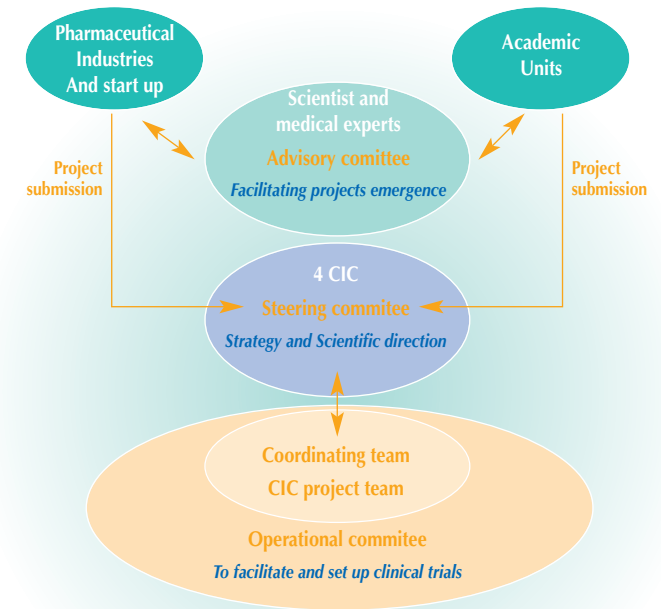 Pharmaceutical
Industries
And start up
Academic
Units
Scientist and
medical experts
Advisory comittee
Facilitating projects emergence
Project
submission
Project
submission
4 CIC
Steering commitee
Strategy and Scientific direction
Coordinating team
CIC project team
Operational commitee
To facilitate and set up clinical trials